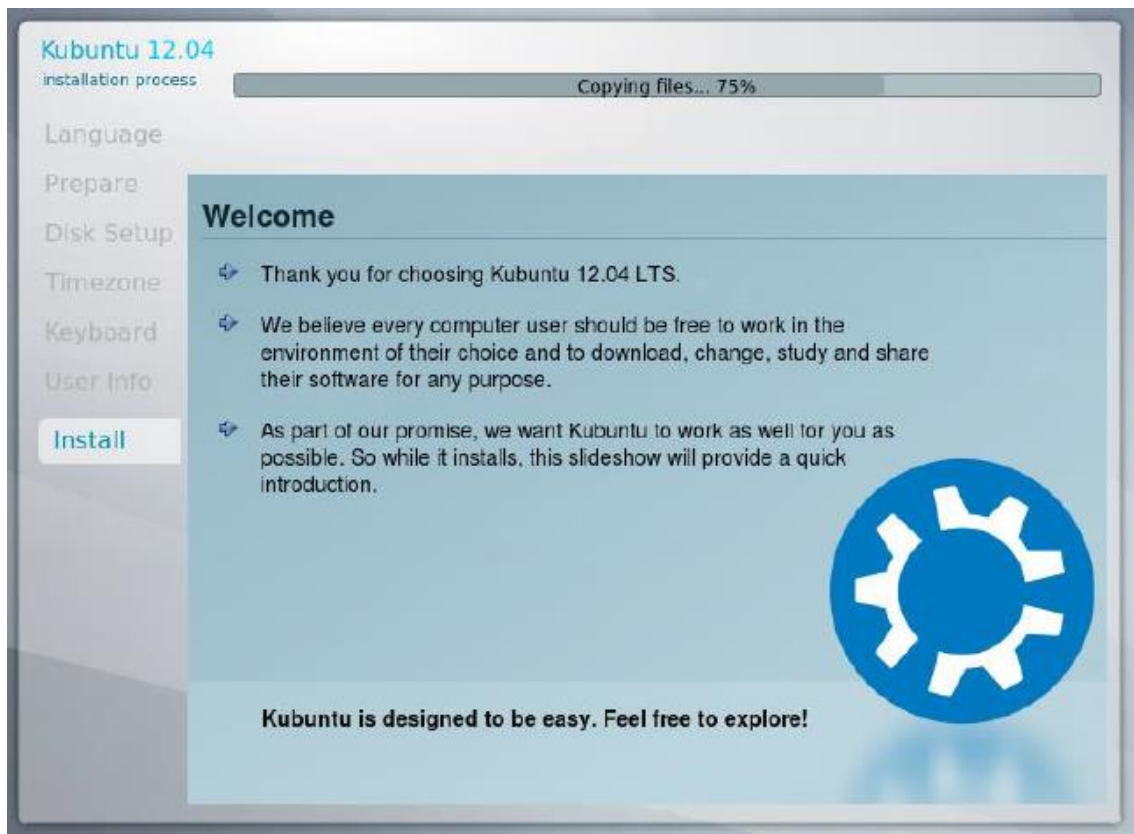 Kubuntu 12.04
installation process
Copying files... 75%
Language
Prepare
Disk Setup
Timezone
Keyboard
User Info
Install
Welcome
Thank you for choosing Kubuntu 12.04 LTS.
We believe every computer user should be free to work in the
environment of their choice and to download, change, study and share
their software for any purpose.
As part of our promise, we want Kubuntu to work as well for you as
possible. So while it installs, this slideshow will provide a quick
introduction.
Kubuntu is designed to be easy. Feel free to explore!